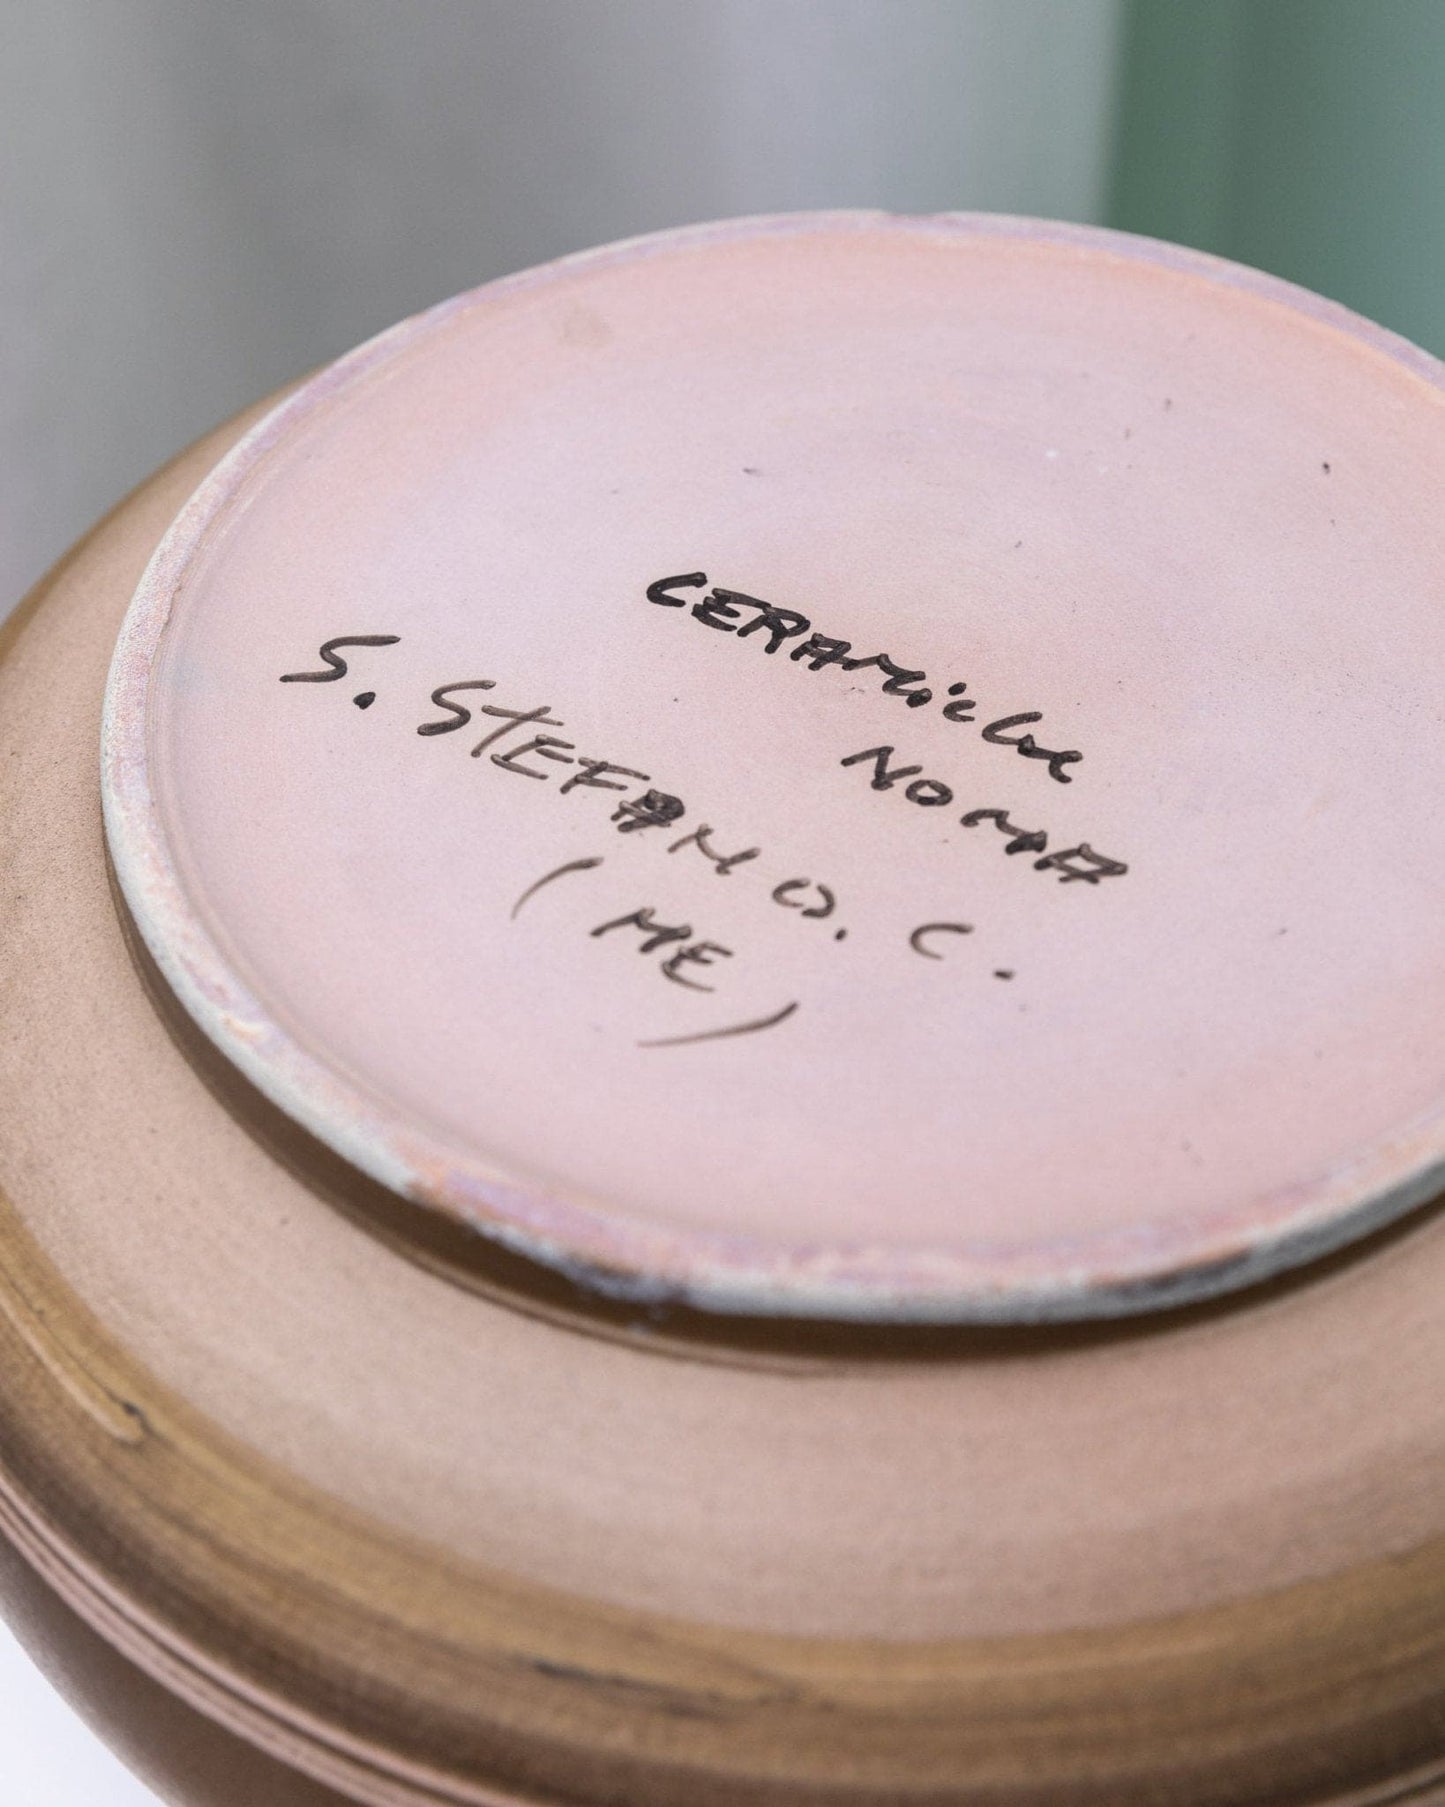 CERAMiche
NOMA
S. STEFANO. C.
( ME )